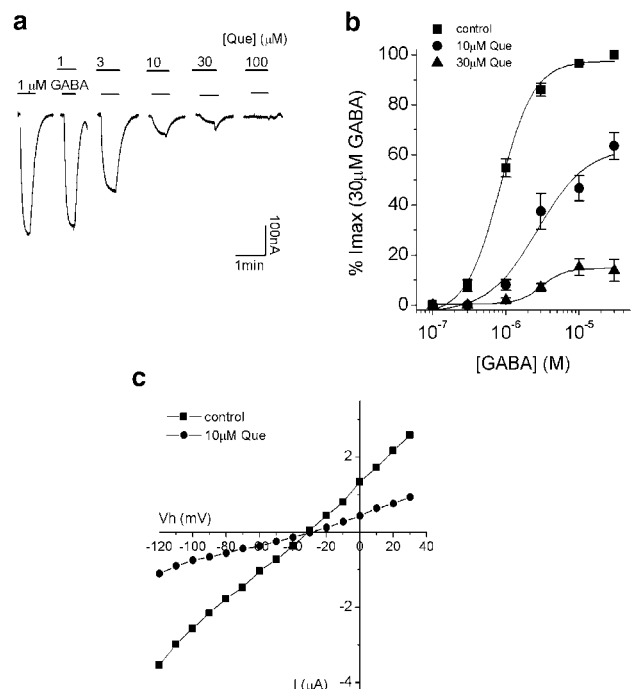 a
[Que] (μM)
1 3 10 30 100
1 μM GABA
100nA
1min
b
control
10μM Que
30μM Que
% Imax (30μM GABA)
100
80
60
40
20
0
10⁻⁷ 10⁻⁶ 10⁻⁵
[GABA] (M)
c
control
10μM Que
Vh (mV)
-120 -100 -80 -60 -40 -20 0 20 40
2
-2
-4
I (μA)